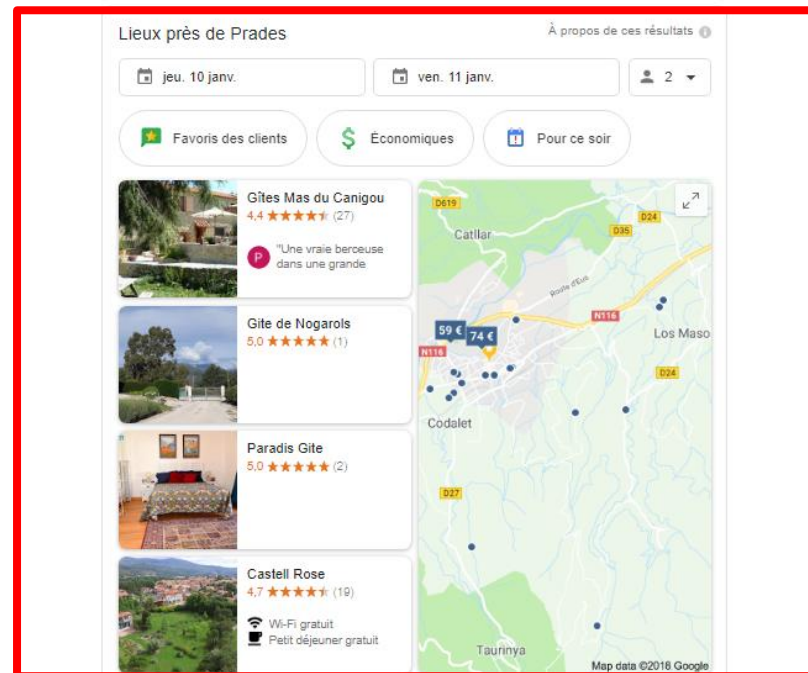 Lieux près de Prades
À propos de ces résultats
jeu. 10 janv.
ven. 11 janv.
2
Favoris des clients
$ Économiques
Pour ce soir
Gîtes Mas du Canigou
4,4 (27)
P
"Une vraie berceuse
dans une grande
Gite de Nogarols
5,0 (1)
Paradis Gite
5,0 (2)
Castell Rose
4,7 (19)
Wi-Fi gratuit
Petit déjeuner gratuit
D619
D24
D35
Catllar
Route d'Eus
N116
59 €
74 €
Los Maso
N116
D24
Codalet
D27
Taurinya
Map data ©2018 Google